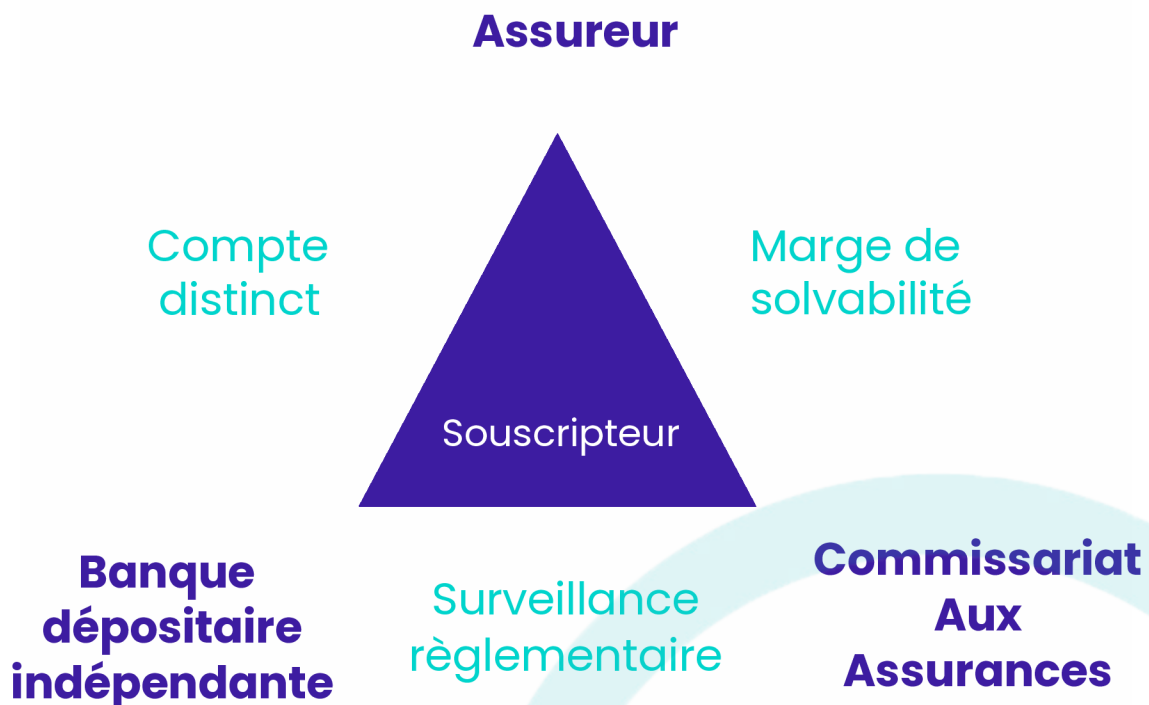 Assureur
Compte
distinct
Marge de
solvabilité
Souscripteur
Banque
dépositaire
indépendante
Surveillance
règlementaire
Commissariat
Aux
Assurances